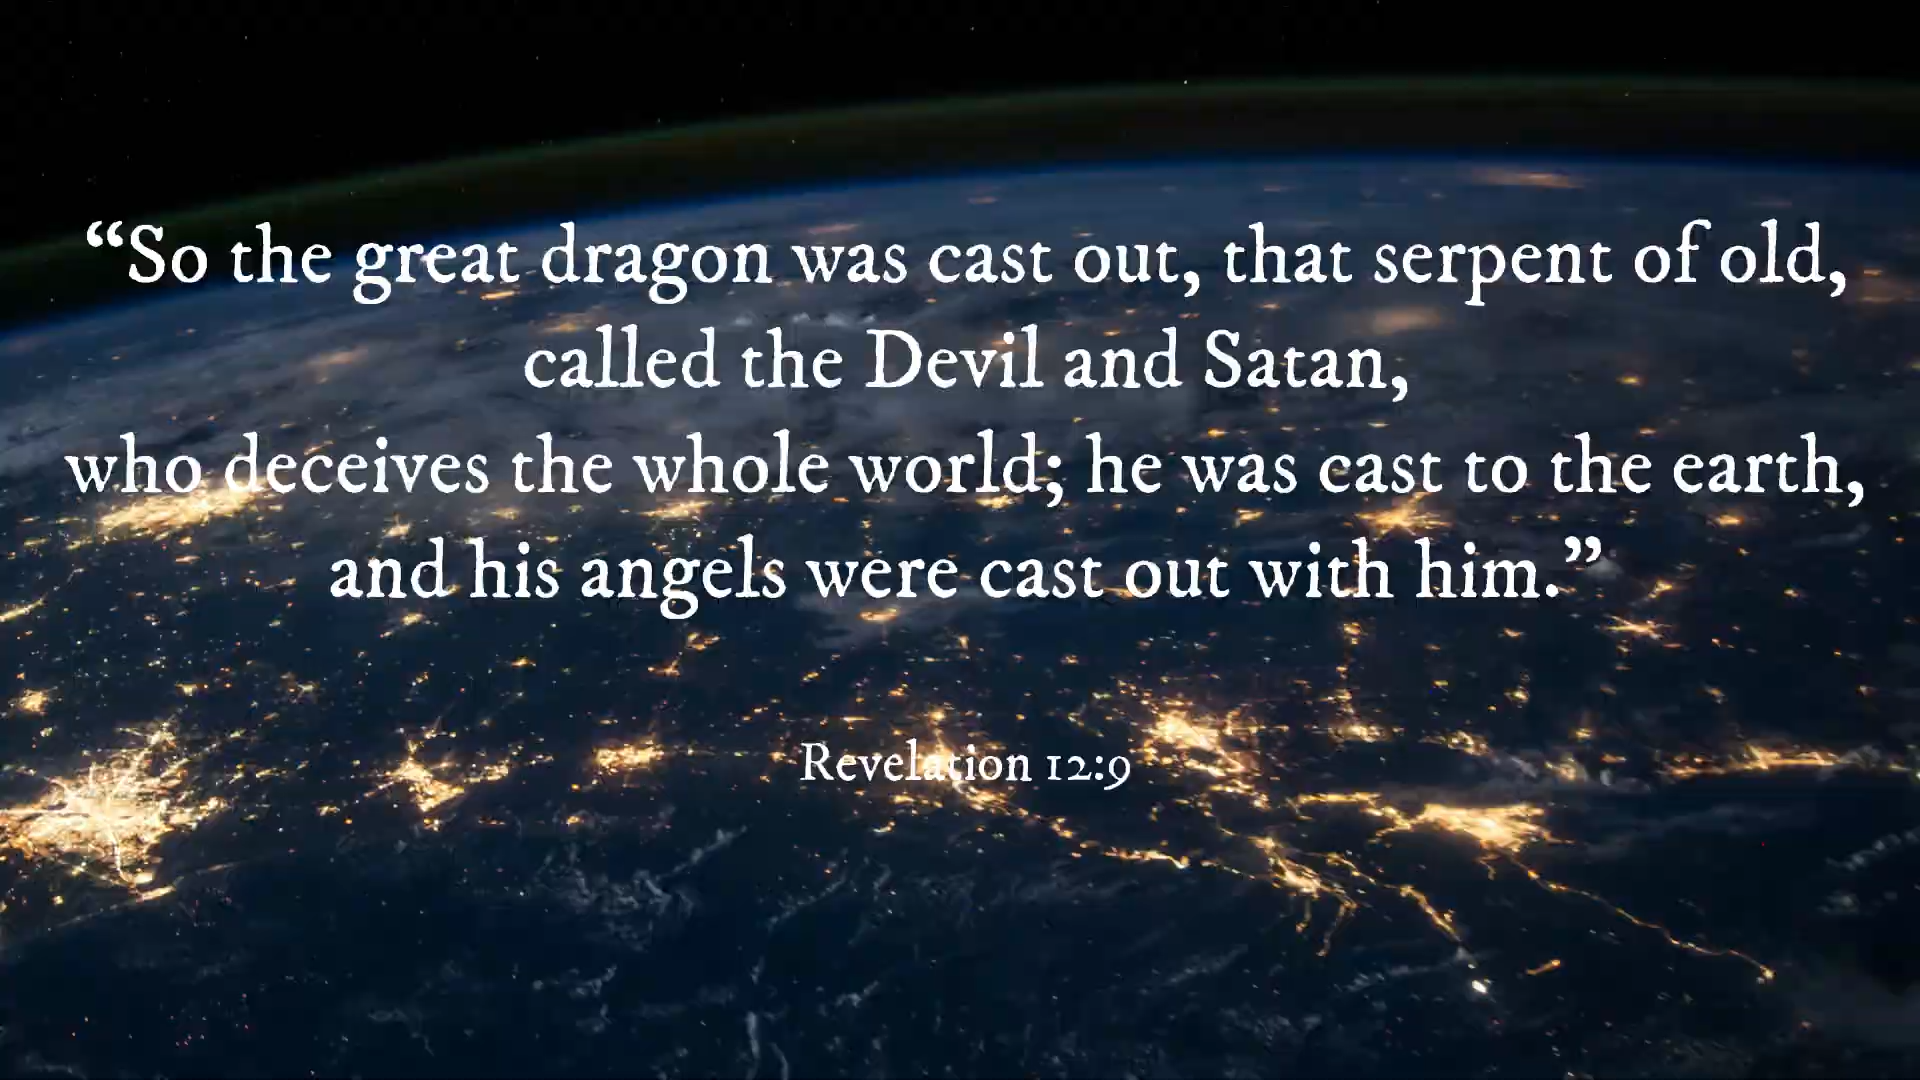 “So the great dragon was cast out, that serpent of old,
called the Devil and Satan,
who deceives the whole world; he was cast to the earth,
and his angels were cast out with him.”
Revelation 12:9